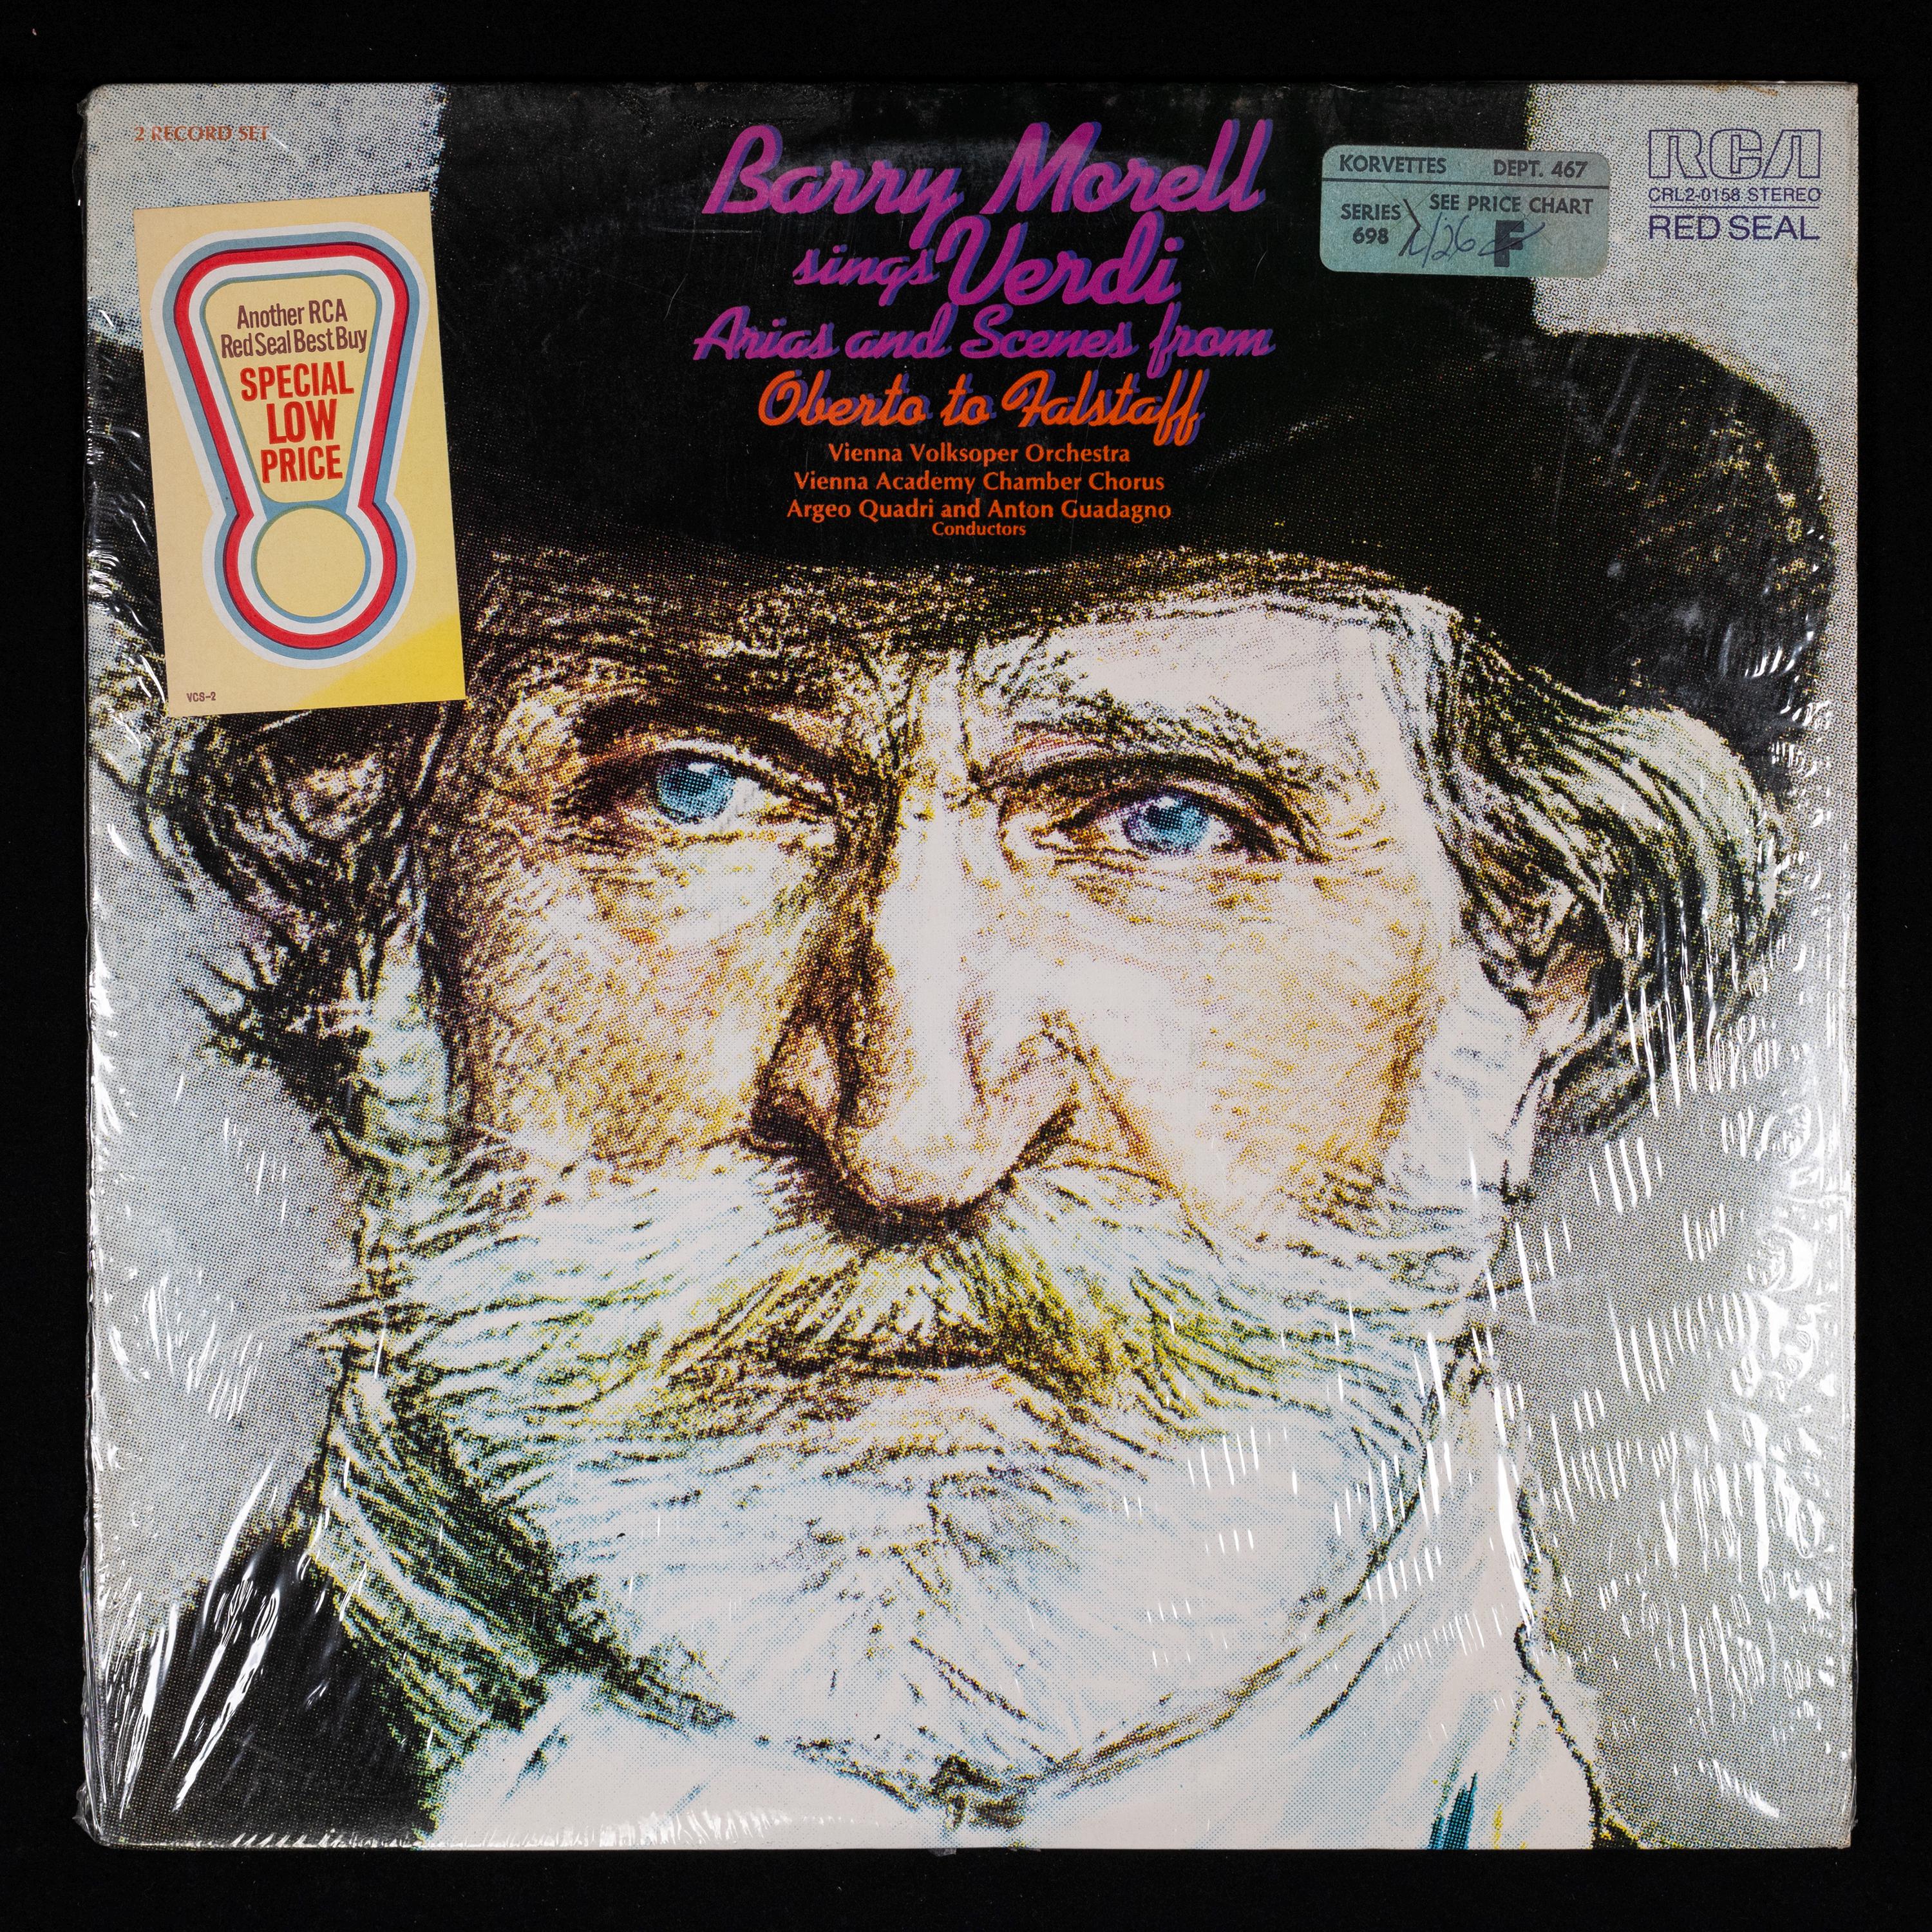 2 RECORD SET
Another RCA
Red Seal Best Buy
SPECIAL
LOW
PRICE
VCS-2
Barry Morell
sings Verdi
Arias and Scenes from
Oberto to Falstaff
Vienna Volksoper Orchestra
Vienna Academy Chamber Chorus
Argeo Quadri and Anton Guadagno
Conductors
KORVETTES DEPT. 467
SERIES 698 SEE PRICE CHART
F
RCA
CRL2-0158 STEREO
RED SEAL